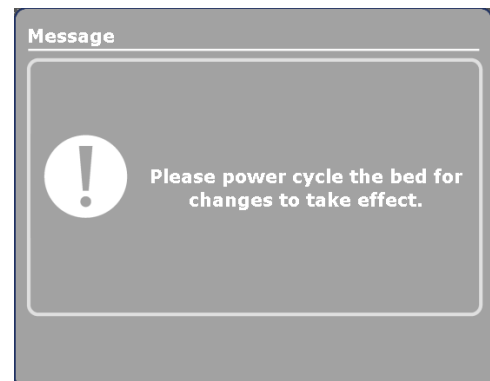 Message
Please power cycle the bed for
changes to take effect.